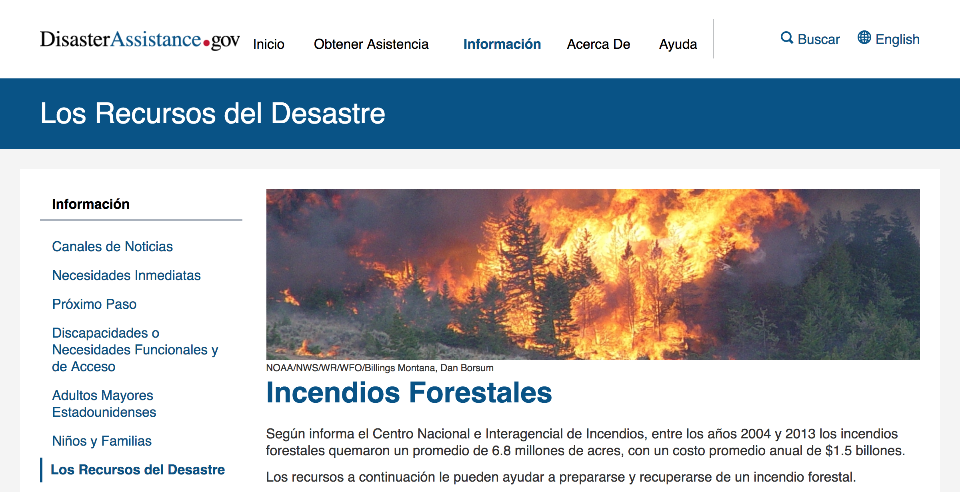 DisasterAssistance.gov
Inicio
Obtener Asistencia
Información
Acerca De
Ayuda
Buscar
English
Los Recursos del Desastre
Información
Canales de Noticias
Necesidades Inmediatas
Próximo Paso
Discapacidades o
Necesidades Funcionales y
de Acceso
Adultos Mayores
Estadounidenses
Niños y Familias
Los Recursos del Desastre
NOAA/NWS/WR/WFO/Billings Montana, Dan Borsum
Incendios Forestales
Según informa el Centro Nacional e Interagencial de Incendios, entre los años 2004 y 2013 los incendios
forestales quemaron un promedio de 6.8 millones de acres, con un costo promedio anual de $1.5 billones.
Los recursos a continuación le pueden ayudar a prepararse y recuperarse de un incendio forestal.